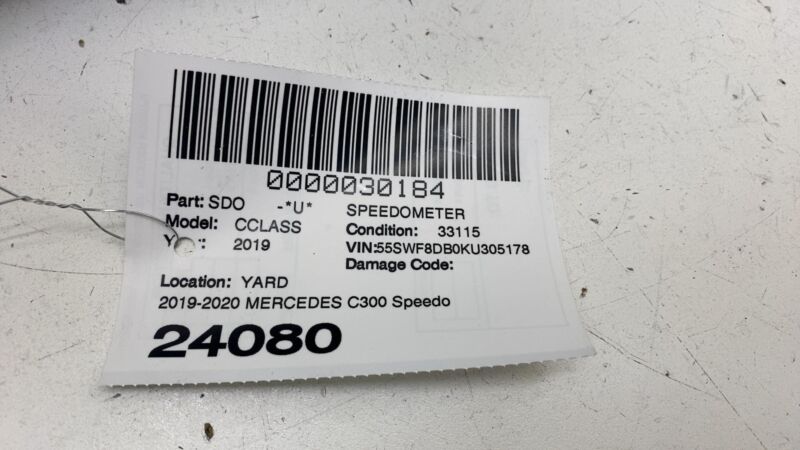 0000030184
Part: SDO -*U* SPEEDOMETER
Model: CCLASS Condition: 33115
2019 VIN:55SWF8DB0KU305178
Damage Code:
Location: YARD
2019-2020 MERCEDES C300 Speedo
24080